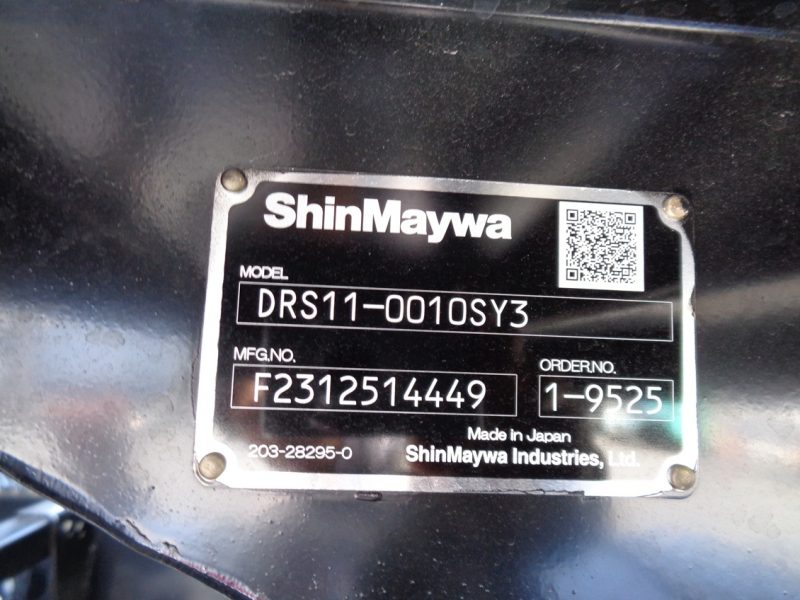 ShinMaywa
MODEL
DRS11-0010SY3
MFG.NO.
ORDER.NO.
F2312514449
1-9525
Made in Japan
203-28295-0
ShinMaywa Industries, Ltd.